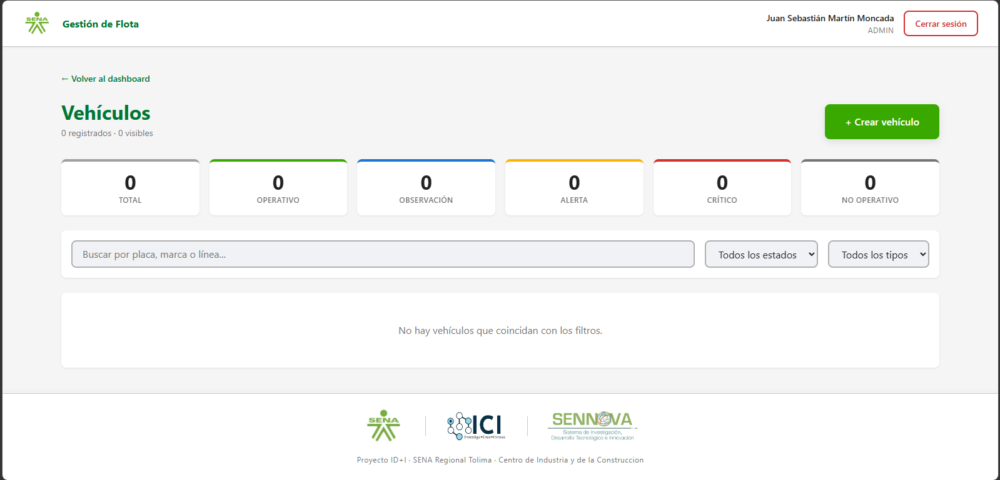 SENA
Gestión de Flota
Juan Sebastián Martín Moncada
ADMIN
Cerrar sesión
← Volver al dashboard
Vehículos
0 registrados · 0 visibles
+ Crear vehículo
0
TOTAL
0
OPERATIVO
0
OBSERVACIÓN
0
ALERTA
0
CRÍTICO
0
NO OPERATIVO
Buscar por placa, marca o línea...
Todos los estados
Todos los tipos
No hay vehículos que coincidan con los filtros.
SENA
ICI
Investiga•Crea•Innova
SENNOVA
Sistema de Investigación,
Desarrollo Tecnológico e Innovación
Proyecto ID+I · SENA Regional Tolima · Centro de Industria y de la Construccion